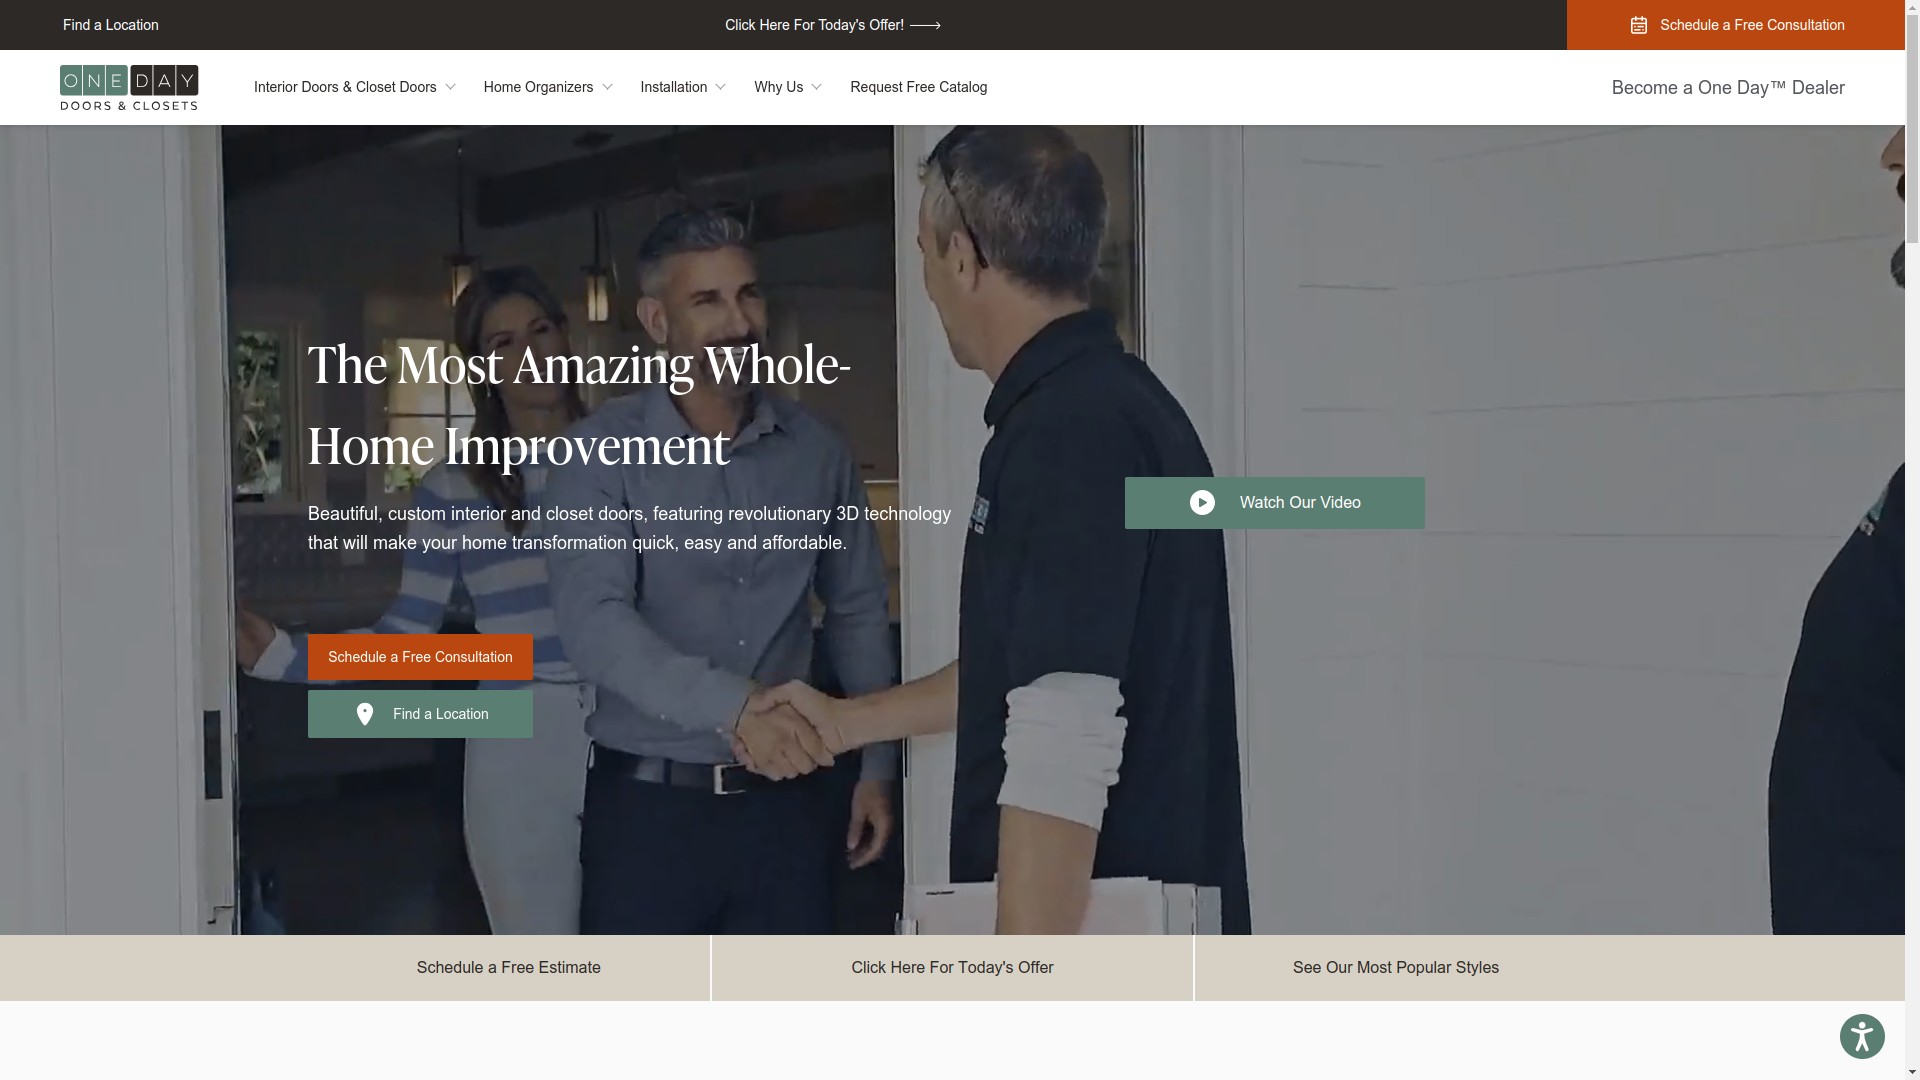 Find a Location
Click Here For Today's Offer!
Schedule a Free Consultation
ONEDAY
DOORS & CLOSETS
Interior Doors & Closet Doors
Home Organizers
Installation
Why Us
Request Free Catalog
Become a One Day™ Dealer
The Most Amazing Whole-
Home Improvement
Beautiful, custom interior and closet doors, featuring revolutionary 3D technology
that will make your home transformation quick, easy and affordable.
Watch Our Video
Schedule a Free Consultation
Find a Location
Schedule a Free Estimate
Click Here For Today's Offer
See Our Most Popular Styles